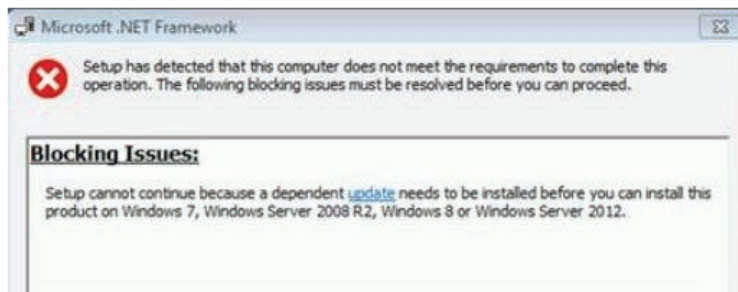 Microsoft .NET Framework
Setup has detected that this computer does not meet the requirements to complete this
operation. The following blocking issues must be resolved before you can proceed.
Blocking Issues:
Setup cannot continue because a dependent update needs to be installed before you can install this
product on Windows 7, Windows Server 2008 R2, Windows 8 or Windows Server 2012.